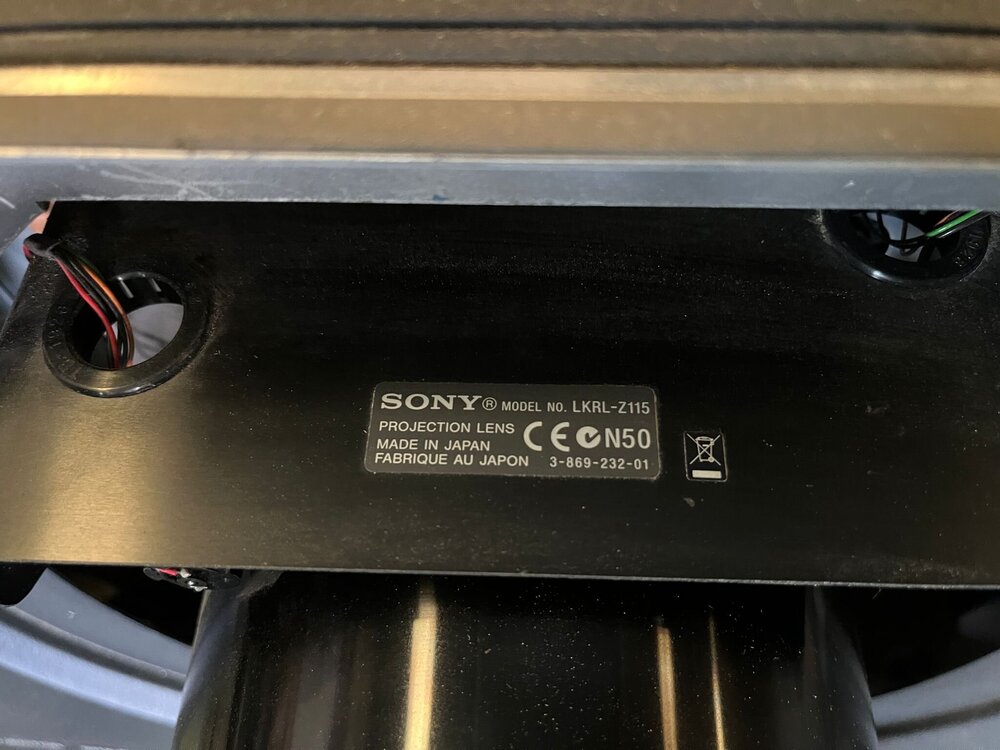 SONY® MODEL NO. LKRL-Z115
PROJECTION LENS
MADE IN JAPAN
FABRIQUE AU JAPON
CE N50
3-869-232-01